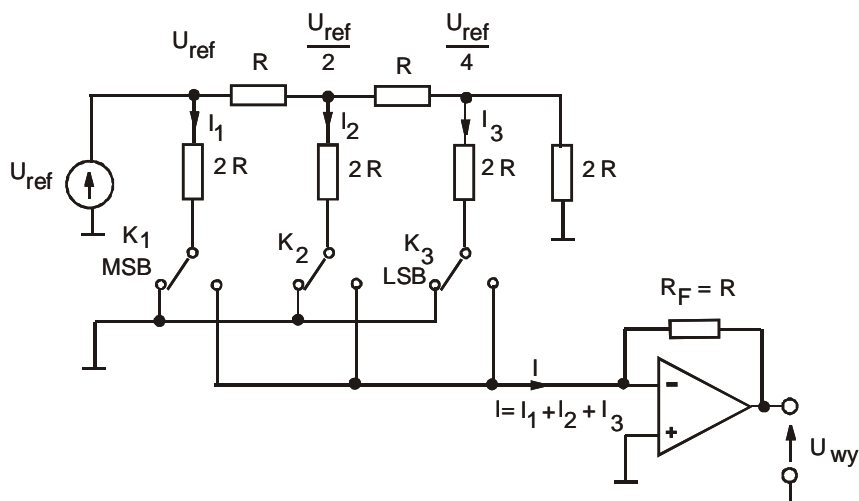 U_ref
U_ref/2
U_ref/4
R
R
I_1
I_2
I_3
2 R
2 R
2 R
2 R
U_ref
K_1
MSB
K_2
K_3
LSB
R_F = R
I
I = I_1 + I_2 + I_3
-
+
U_wy